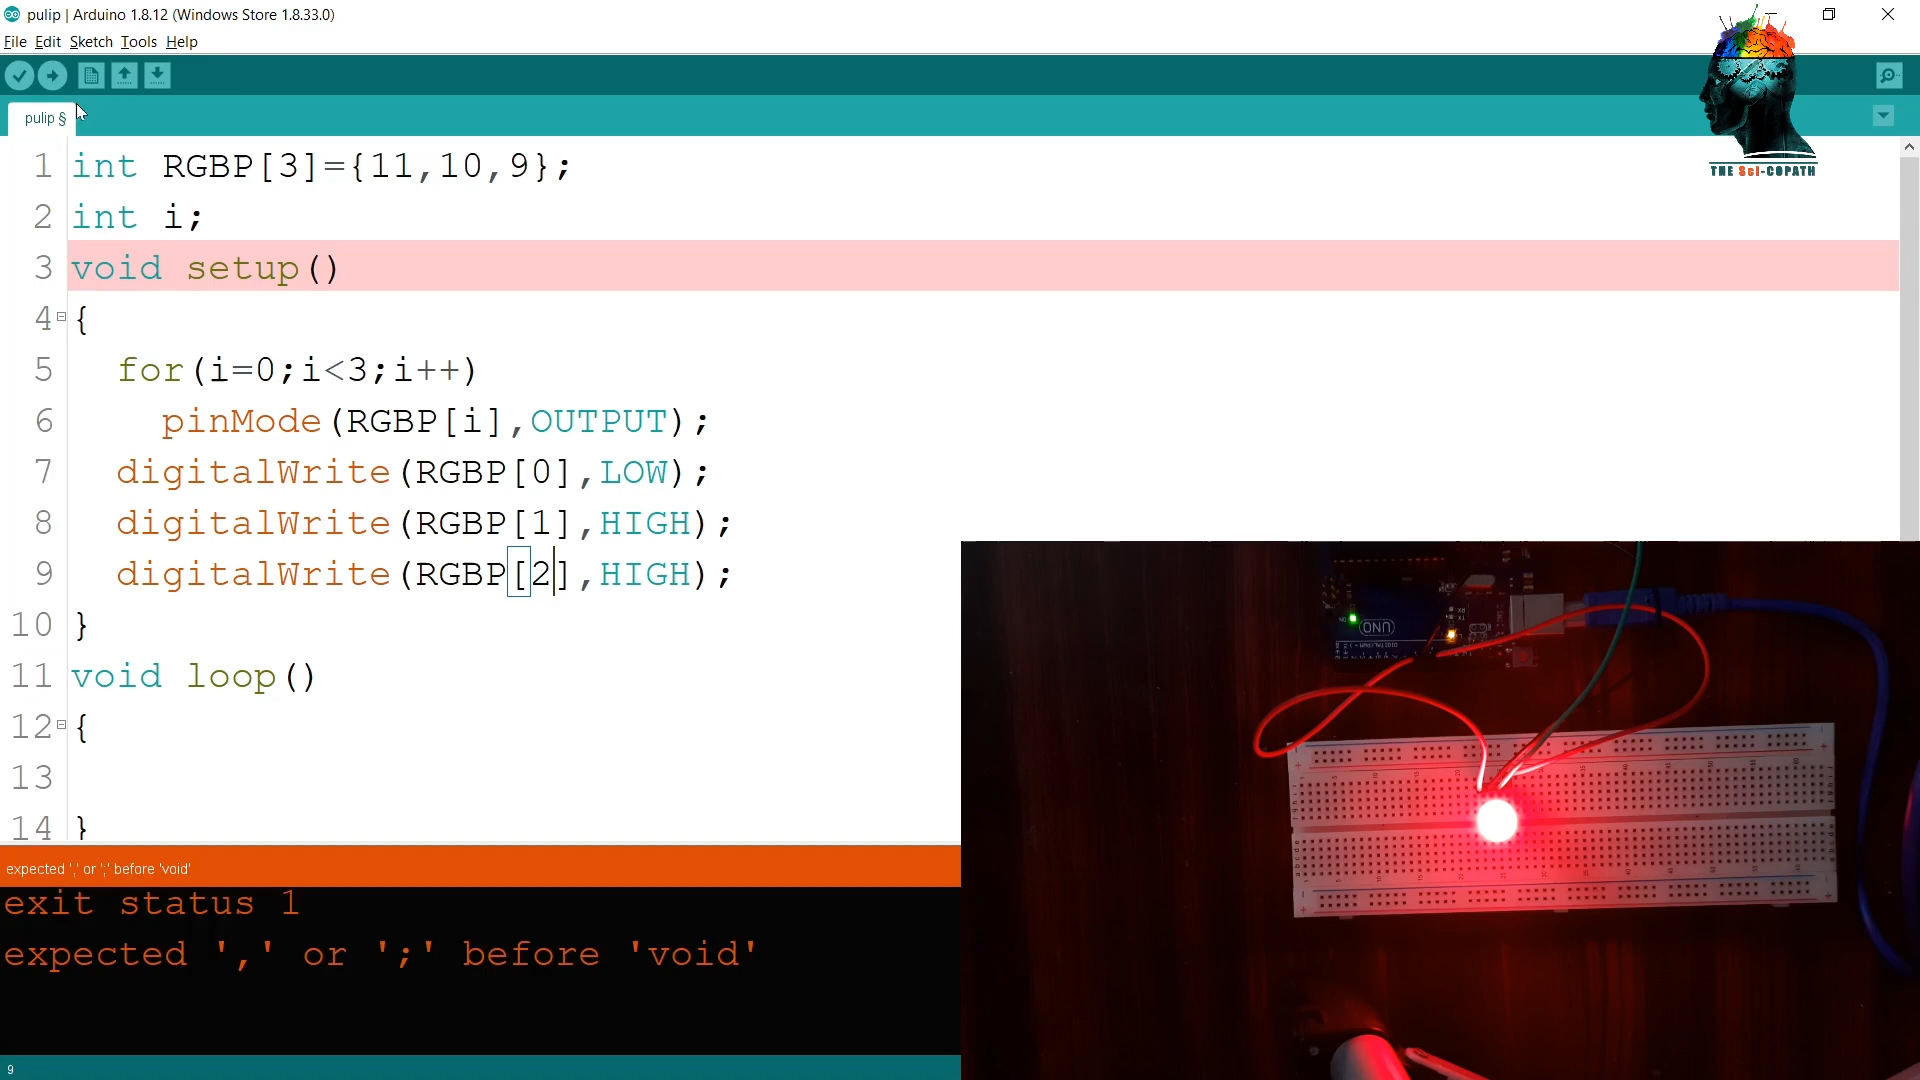 pulip | Arduino 1.8.12 (Windows Store 1.8.33.0)
File Edit Sketch Tools Help
THE SCI-COPATH
pulip §
1 int RGBP[3]={11,10,9};
2 int i;
3 void setup()
4 {
5 for(i=0;i<3;i++)
6 pinMode(RGBP[i],OUTPUT);
7 digitalWrite(RGBP[0],LOW);
8 digitalWrite(RGBP[1],HIGH);
9 digitalWrite(RGBP[2],HIGH);
10 }
11 void loop()
12 {
13
14 }
UNO
expected ',' or ';' before 'void'
exit status 1
expected ',' or ';' before 'void'
9